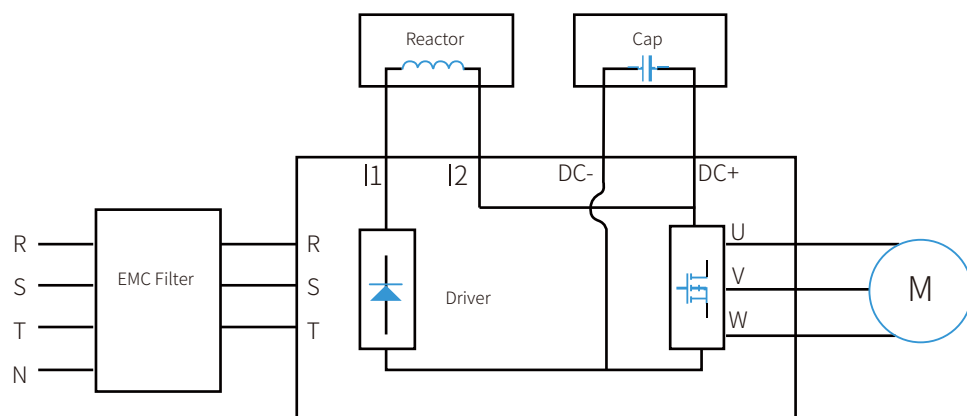 Reactor
Cap
I1
I2
DC-
DC+
R
S
T
N
EMC Filter
R
S
T
Driver
U
V
W
M